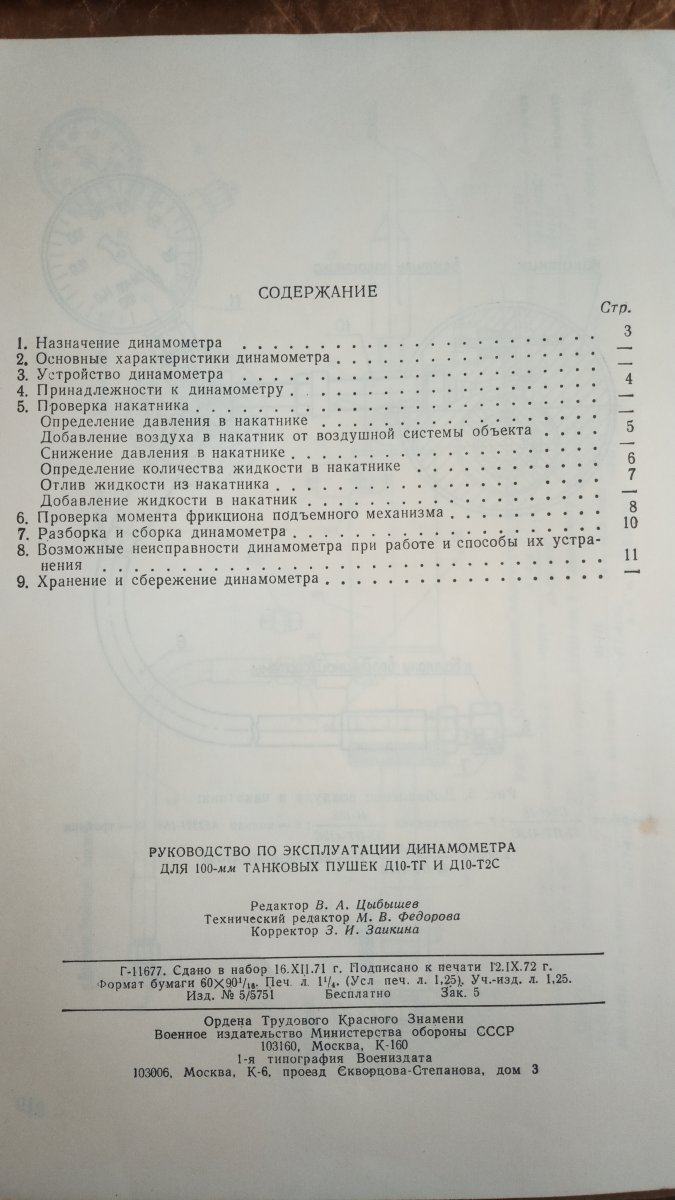 СОДЕРЖАНИЕ
Стр.
1. Назначение динамометра . . . . . . . . . . . . . . . . . . . . 3
2. Основные характеристики динамометра . . . . . . . . . . . . . . —
3. Устройство динамометра . . . . . . . . . . . . . . . . . . . . —
4. Принадлежности к динамометру . . . . . . . . . . . . . . . . . 4
5. Проверка накатника . . . . . . . . . . . . . . . . . . . . . . —
Определение давления в накатнике . . . . . . . . . . . . . . . —
Добавление воздуха в накатник от воздушной системы объекта . . . . 5
Снижение давления в накатнике . . . . . . . . . . . . . . . . . —
Определение количества жидкости в накатнике . . . . . . . . . . . 6
Отлив жидкости из накатника . . . . . . . . . . . . . . . . . . 7
Добавление жидкости в накатник . . . . . . . . . . . . . . . . —
6. Проверка момента фрикциона подъемного механизма . . . . . . . . 8
7. Разборка и сборка динамометра . . . . . . . . . . . . . . . . . 10
8. Возможные неисправности динамометра при работе и способы их устра-
нения . . . . . . . . . . . . . . . . . . . . . . . . . . . . 11
9. Хранение и сбережение динамометра . . . . . . . . . . . . . . . —
РУКОВОДСТВО ПО ЭКСПЛУАТАЦИИ ДИНАМОМЕТРА
ДЛЯ 100-мм ТАНКОВЫХ ПУШЕК Д10-ТГ И Д10-Т2С
Редактор В. А. Цыбышев
Технический редактор М. В. Федорова
Корректор З. И. Заикина
Г-11677. Сдано в набор 16.XII.71 г. Подписано к печати 12.IX.72 г.
Формат бумаги 60×90¹/₁₆. Печ. л. 1¹/₄. (Усл печ. л. 1,25). Уч.-изд. л. 1,25.
Изд. № 5/5751 Бесплатно Зак. 5
Ордена Трудового Красного Знамени
Военное издательство Министерства обороны СССР
103160, Москва, К-160
1-я типография Воениздата
103006, Москва, К-6, проезд Скворцова-Степанова, дом 3